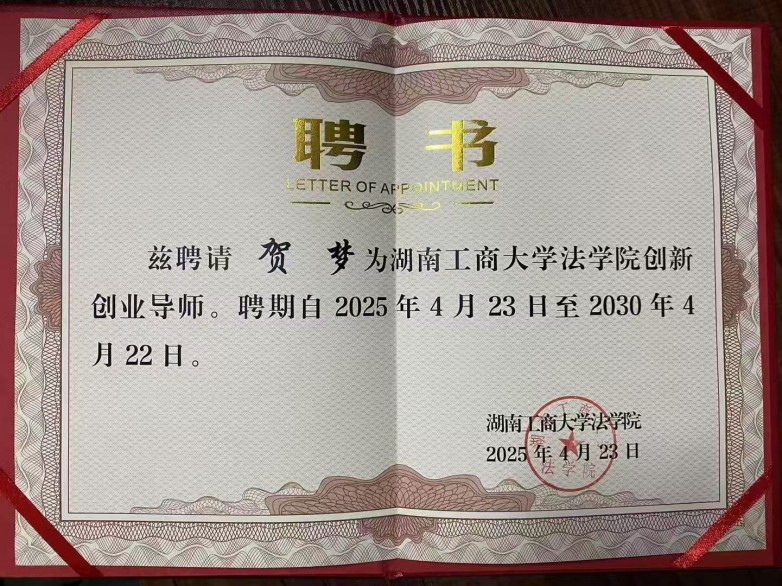 聘书
LETTER OF APPOINTMENT
兹聘请 贺 梦为湖南工商大学法学院创新
创业导师。聘期自 2025 年 4 月 23 日至 2030 年 4
月 22 日。
湖南工商大学法学院
2025 年 4 月 23 日
法学院